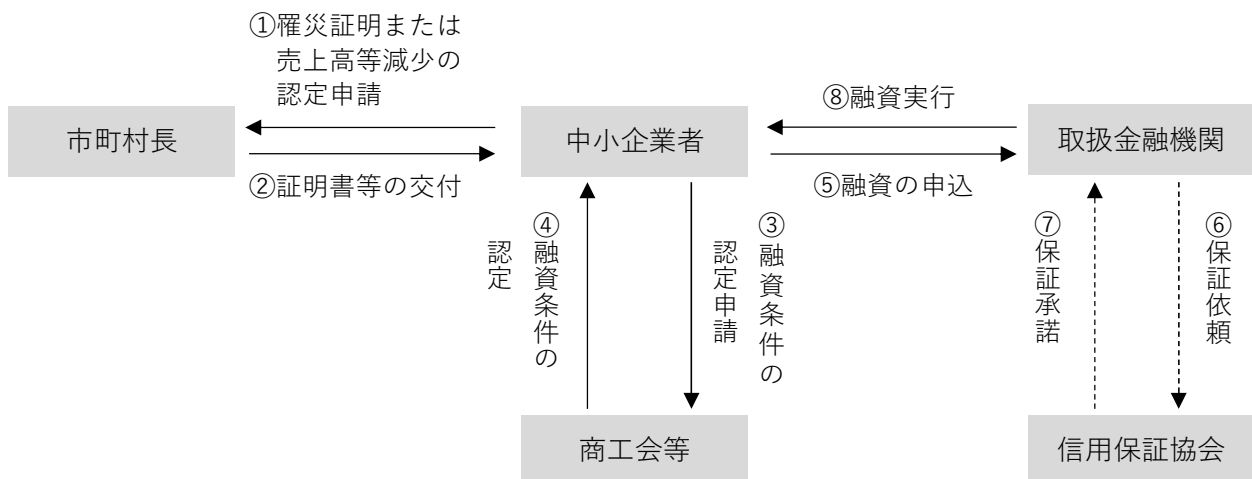 ①罹災証明または
売上高等減少の
認定申請
⑧融資実行
市町村長
中小企業者
取扱金融機関
②証明書等の交付
⑤融資の申込
④融資条件の
認定
③融資条件の
認定申請
⑦保証承諾
⑥保証依頼
商工会等
信用保証協会